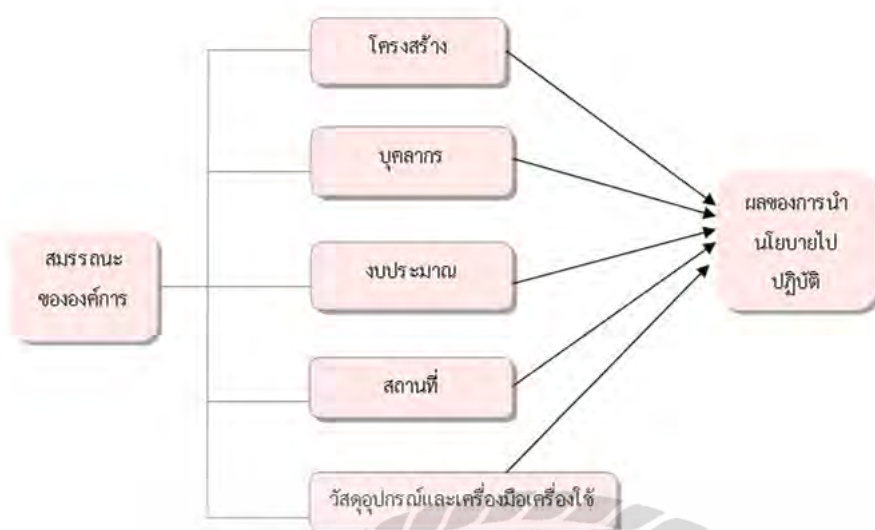 โครงสร้าง
บุคลากร
สมรรถนะ
ขององค์การ
งบประมาณ
สถานที่
วัสดุอุปกรณ์และเครื่องมือเครื่องใช้
ผลของการนำ
นโยบายไป
ปฏิบัติ